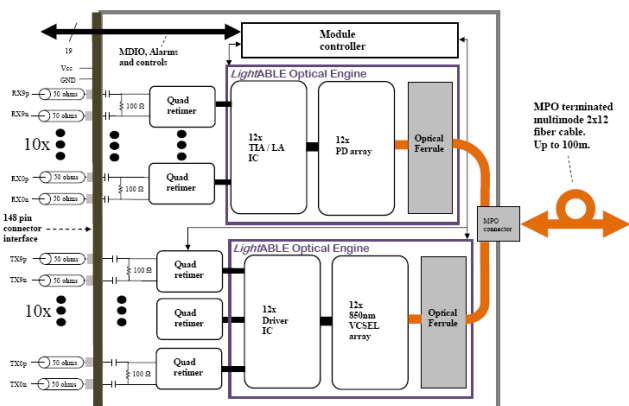 19
MDIO, Alarms
and controls
Module
controller
Vcc
GND
LightABLE Optical Engine
RX9p
50 ohms
100 Ω
RX9n
50 ohms
Quad
retimer
10x
12x
TIA / LA
IC
12x
PD array
Optical
Ferrule
MPO terminated
multimode 2x12
fiber cable.
Up to 100m.
RX0p
50 ohms
100 Ω
RX0n
50 ohms
Quad
retimer
148 pin
connector
interface
MPO
connector
LightABLE Optical Engine
TX9p
50 ohms
100 Ω
TX9n
50 ohms
Quad
retimer
10x
Quad
retimer
12x
Driver
IC
12x
850nm
VCSEL
array
Optical
Ferrule
TX0p
50 ohms
100 Ω
TX0n
50 ohms
Quad
retimer